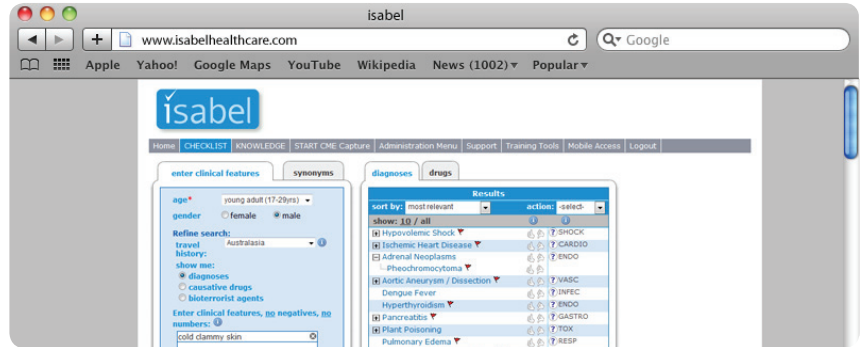 isabel
www.isabelhealthcare.com
Google
Apple Yahoo! Google Maps YouTube Wikipedia News (1002) Popular
isabel
Home CHECKLIST KNOWLEDGE START CME Capture Administration Menu Support Training Tools Mobile Access Logout
enter clinical features synonyms
age* young adult (17-29yrs)
gender female male
Refine search:
travel history: Australasia
show me:
diagnoses
causative drugs
bioterrorist agents
Enter clinical features, no negatives, no numbers:
cold clammy skin
diagnoses drugs
Results
sort by: most relevant action: -select-
show: 10 / all
Hypovolemic Shock ? SHOCK
Ischemic Heart Disease ? CARDIO
Adrenal Neoplasms ? ENDO
Pheochromocytoma
Aortic Aneurysm / Dissection ? VASC
Dengue Fever ? INFEC
Hyperthyroidism ? ENDO
Pancreatitis ? GASTRO
Plant Poisoning ? TOX
Pulmonary Edema ? RESP